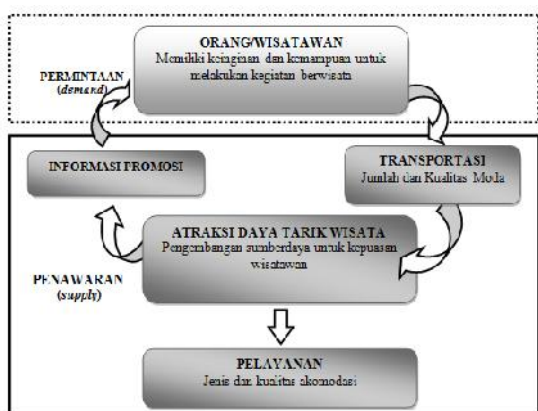 ORANG/WISATAWAN
Memiliki keinginan dan kemampuan untuk
melakukan kegiatan berwisata
PERMINTAAN
(demand)
INFORMASI PROMOSI
TRANSPORTASI
Jumlah dan Kualitas Moda
ATRAKSI DAYA TARIK WISATA
Pengembangan sumberdaya untuk kepuasan
wisatawan
PENAWARAN
(supply)
PELAYANAN
Jenis dan kualitas akomodasi